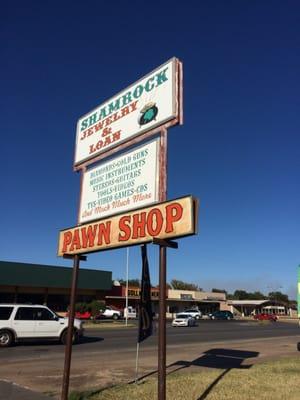 SHAMROCK
JEWELRY
&
LOAN
DIAMONDS-GOLD GUNS
MUSIC INSTRUMENTS
STEREOS-GUITARS
TOOLS-VIDEOS
TVS-VIDEO GAMES-CD'S
And Much Much More
PAWN SHOP